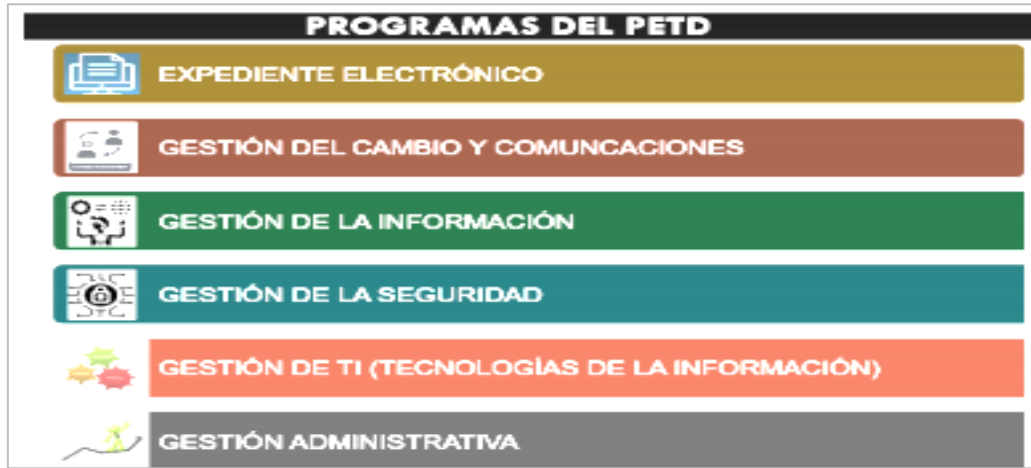 PROGRAMAS DEL PETD
EXPEDIENTE ELECTRÓNICO
GESTIÓN DEL CAMBIO Y COMUNCACIONES
GESTIÓN DE LA INFORMACIÓN
GESTIÓN DE LA SEGURIDAD
GESTIÓN DE TI (TECNOLOGÍAS DE LA INFORMACIÓN)
GESTIÓN ADMINISTRATIVA